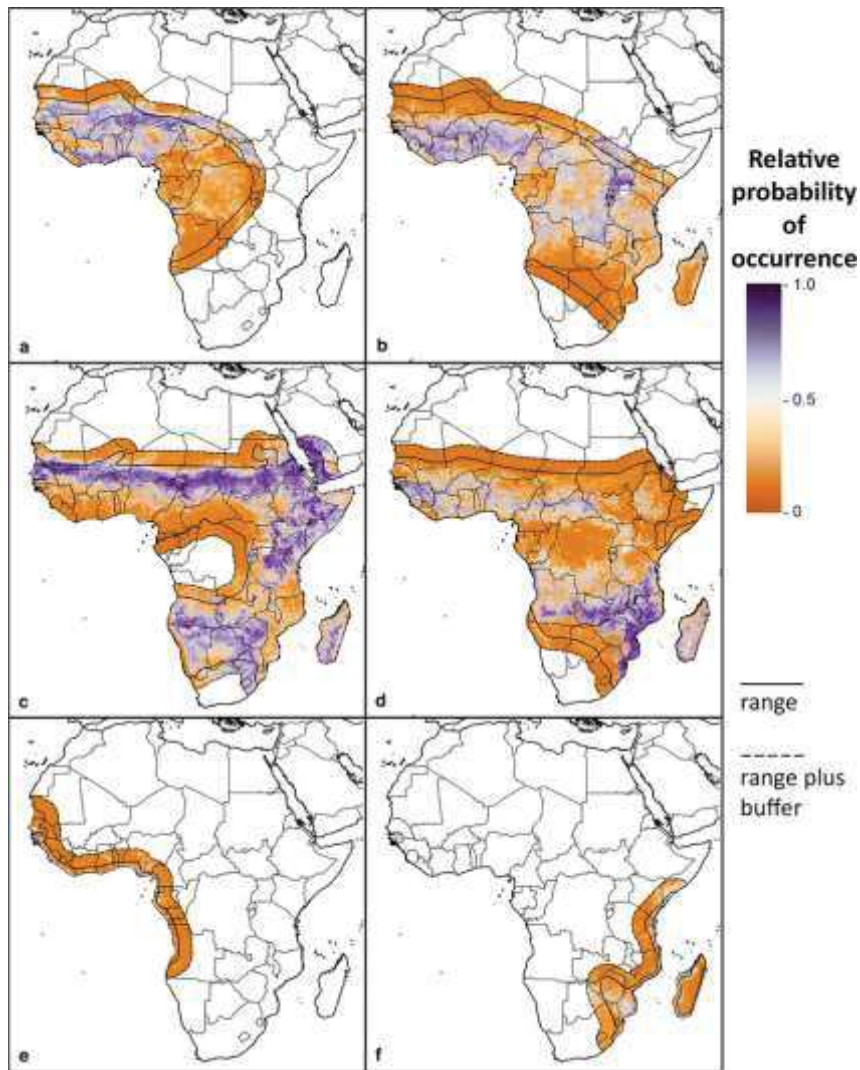 a
b
c
d
e
f
Relative
probability
of
occurrence
1.0
0.5
0
range
range plus
buffer